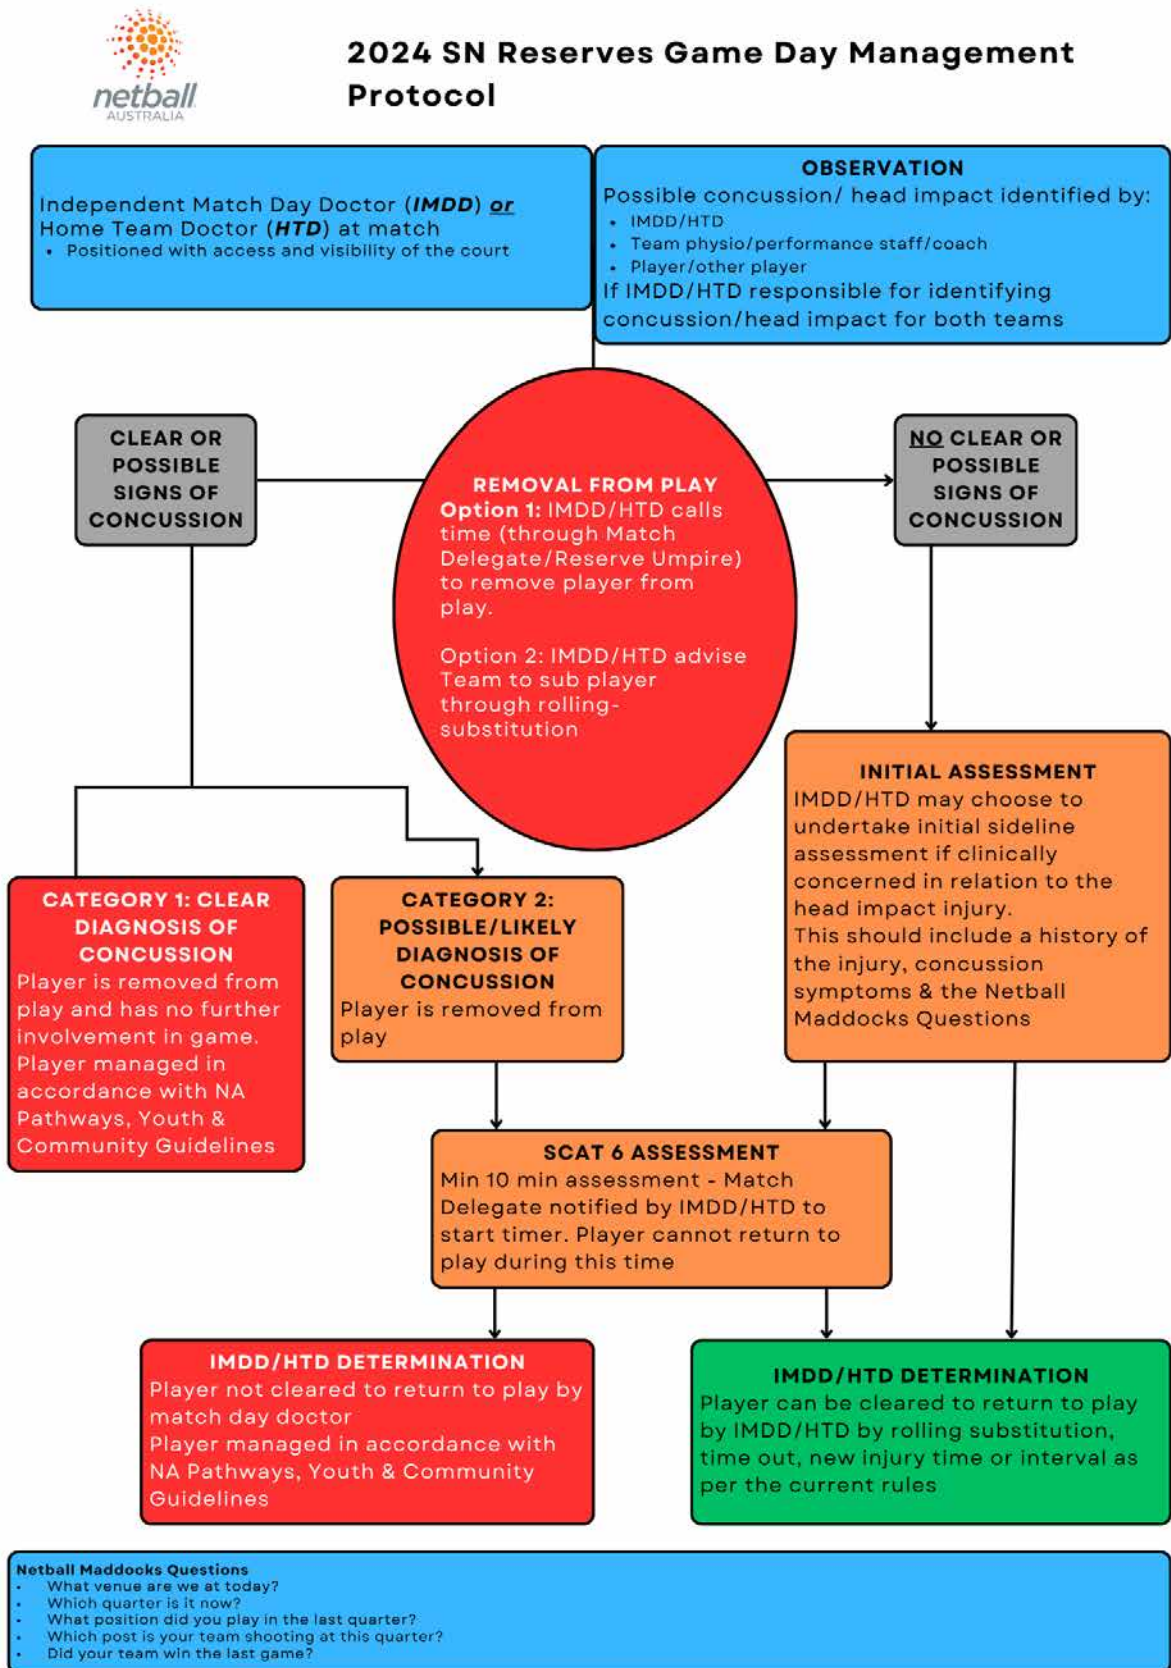 netball
AUSTRALIA
2024 SN Reserves Game Day Management
Protocol
Independent Match Day Doctor (IMDD) or
Home Team Doctor (HTD) at match
• Positioned with access and visibility of the court
OBSERVATION
Possible concussion/ head impact identified by:
• IMDD/HTD
• Team physio/performance staff/coach
• Player/other player
If IMDD/HTD responsible for identifying
concussion/head impact for both teams
CLEAR OR
POSSIBLE
SIGNS OF
CONCUSSION
REMOVAL FROM PLAY
Option 1: IMDD/HTD calls
time (through Match
Delegate/Reserve Umpire)
to remove player from
play.
Option 2: IMDD/HTD advise
Team to sub player
through rolling-
substitution
NO CLEAR OR
POSSIBLE
SIGNS OF
CONCUSSION
INITIAL ASSESSMENT
IMDD/HTD may choose to
undertake initial sideline
assessment if clinically
concerned in relation to the
head impact injury.
This should include a history of
the injury, concussion
symptoms & the Netball
Maddocks Questions
CATEGORY 1: CLEAR
DIAGNOSIS OF
CONCUSSION
Player is removed from
play and has no further
involvement in game.
Player managed in
accordance with NA
Pathways, Youth &
Community Guidelines
CATEGORY 2:
POSSIBLE/LIKELY
DIAGNOSIS OF
CONCUSSION
Player is removed from
play
SCAT 6 ASSESSMENT
Min 10 min assessment - Match
Delegate notified by IMDD/HTD to
start timer. Player cannot return to
play during this time
IMDD/HTD DETERMINATION
Player not cleared to return to play by
match day doctor
Player managed in accordance with
NA Pathways, Youth & Community
Guidelines
IMDD/HTD DETERMINATION
Player can be cleared to return to play
by IMDD/HTD by rolling substitution,
time out, new injury time or interval as
per the current rules
Netball Maddocks Questions
• What venue are we at today?
• Which quarter is it now?
• What position did you play in the last quarter?
• Which post is your team shooting at this quarter?
• Did your team win the last game?